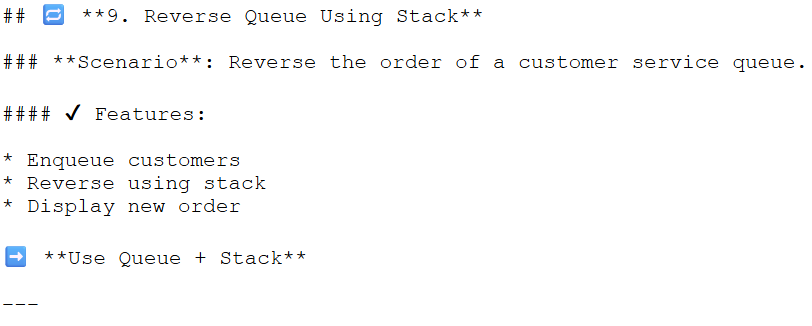 ## 🔁 **9. Reverse Queue Using Stack**
### **Scenario**: Reverse the order of a customer service queue.
#### ✔ Features:
* Enqueue customers
* Reverse using stack
* Display new order
➡ **Use Queue + Stack**
---